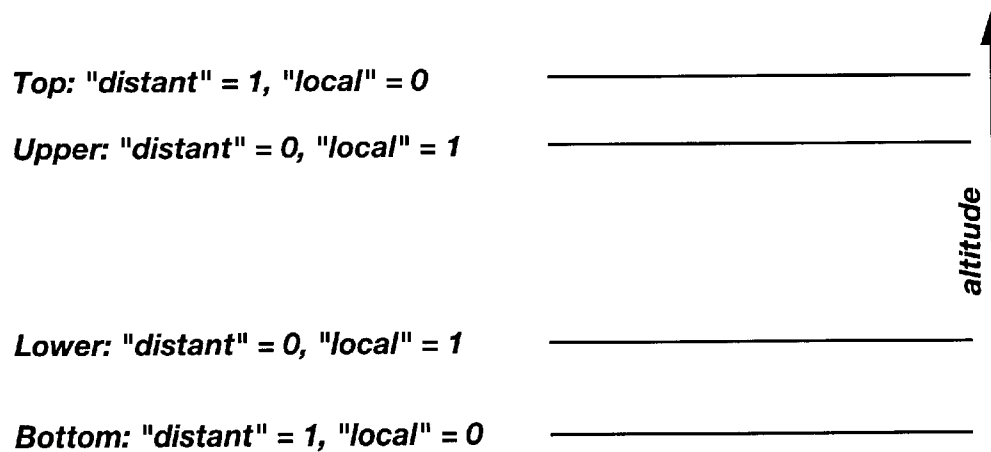 Top: "distant" = 1, "local" = 0
Upper: "distant" = 0, "local" = 1
altitude
Lower: "distant" = 0, "local" = 1
Bottom: "distant" = 1, "local" = 0